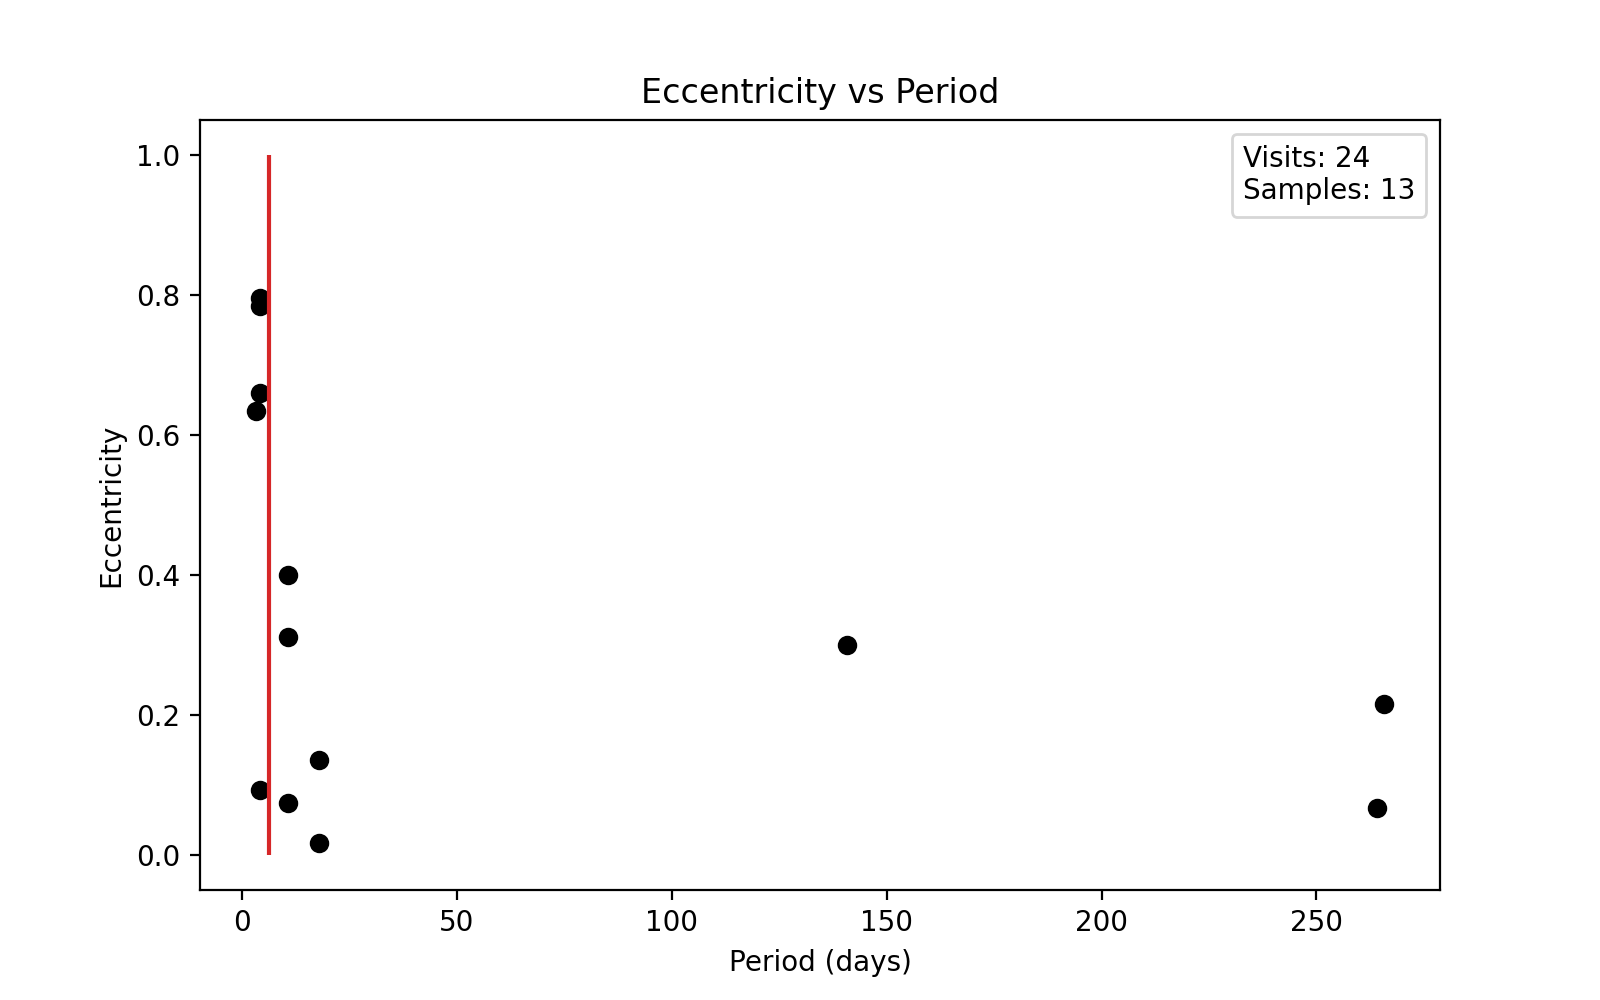 Eccentricity vs Period
Visits: 24
Samples: 13
1.0
0.8
0.6
0.4
0.2
0.0
Eccentricity
0 50 100 150 200 250
Period (days)